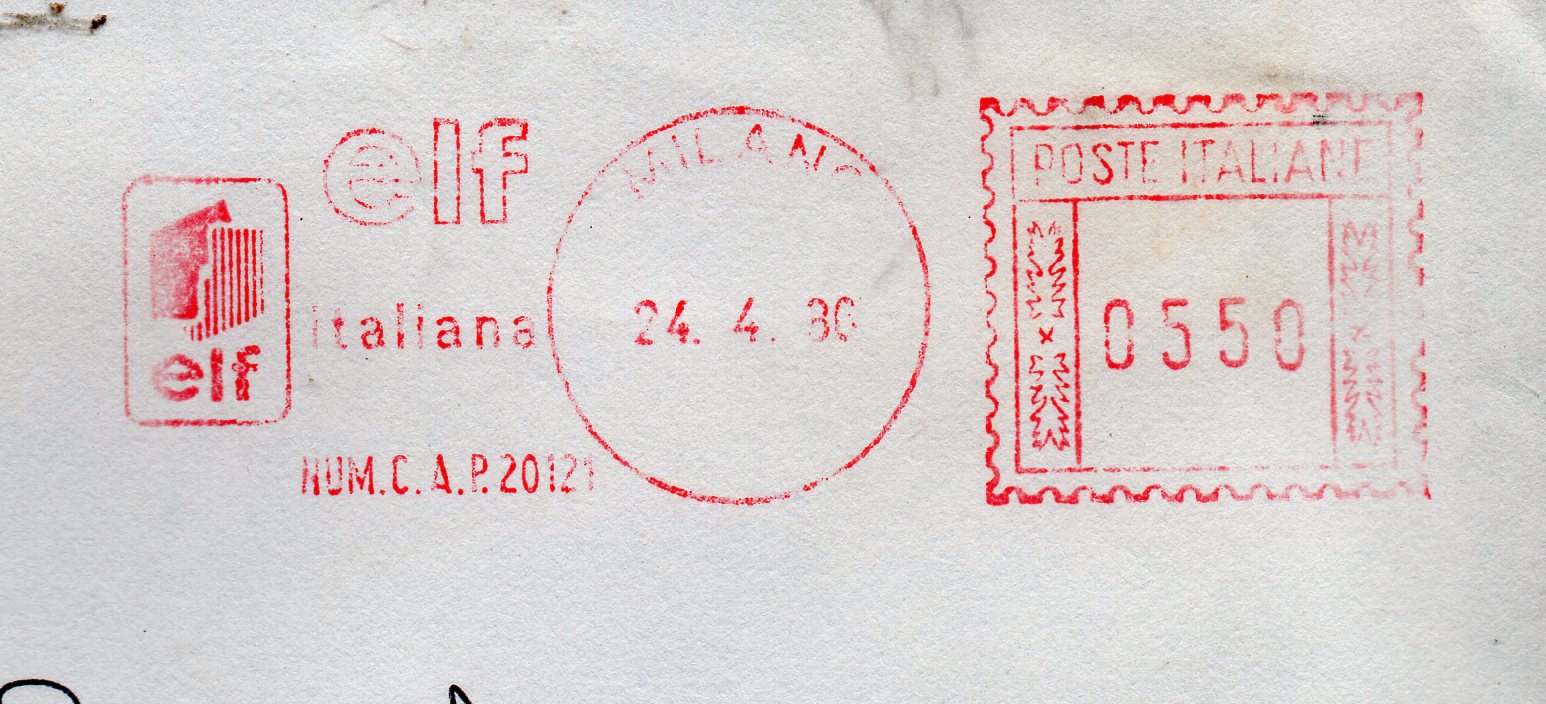 elf
elf
italiana
NUM.C.A.P.20121
MILANO
24. 4. 86
POSTE ITALIANE
0550